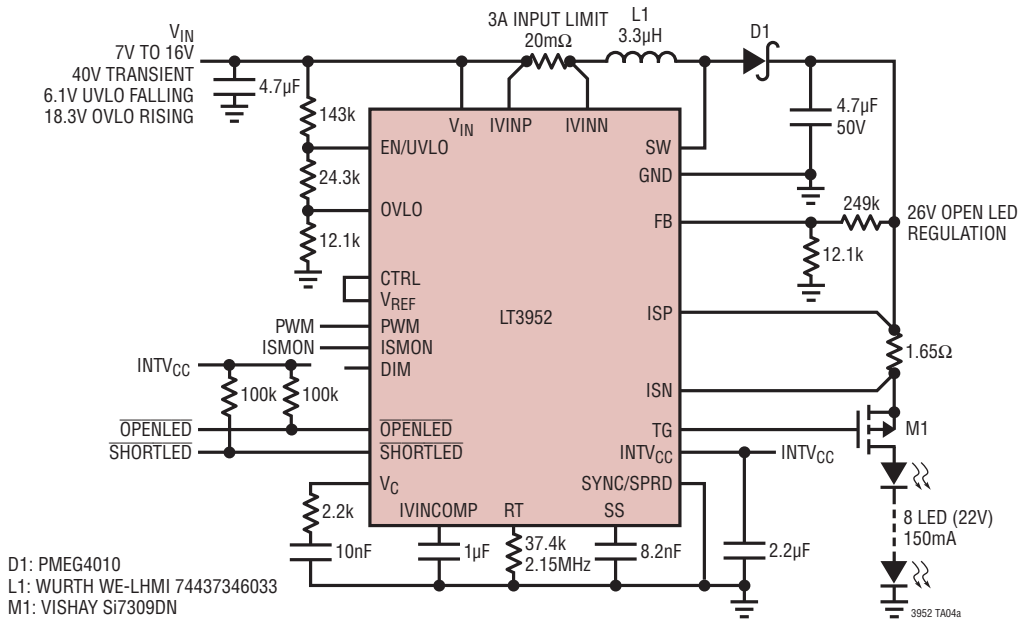 VIN
7V TO 16V
40V TRANSIENT
6.1V UVLO FALLING
18.3V OVLO RISING
4.7µF
143k
24.3k
12.1k
3A INPUT LIMIT
20mΩ
L1
3.3µH
D1
4.7µF
50V
VIN
IVINP
IVINN
EN/UVLO
OVLO
CTRL
VREF
PWM
PWM
ISMON
ISMON
DIM
INTVCC
100k
100k
OPENLED
OPENLED
SHORTLED
SHORTLED
VC
IVINCOMP
RT
SS
LT3952
SW
GND
FB
249k
12.1k
26V OPEN LED
REGULATION
ISP
1.65Ω
ISN
TG
M1
INTVCC
INTVCC
SYNC/SPRD
2.2k
10nF
1µF
37.4k
2.15MHz
8.2nF
2.2µF
8 LED (22V)
150mA
D1: PMEG4010
L1: WURTH WE-LHMI 74437346033
M1: VISHAY Si7309DN
3952 TA04a